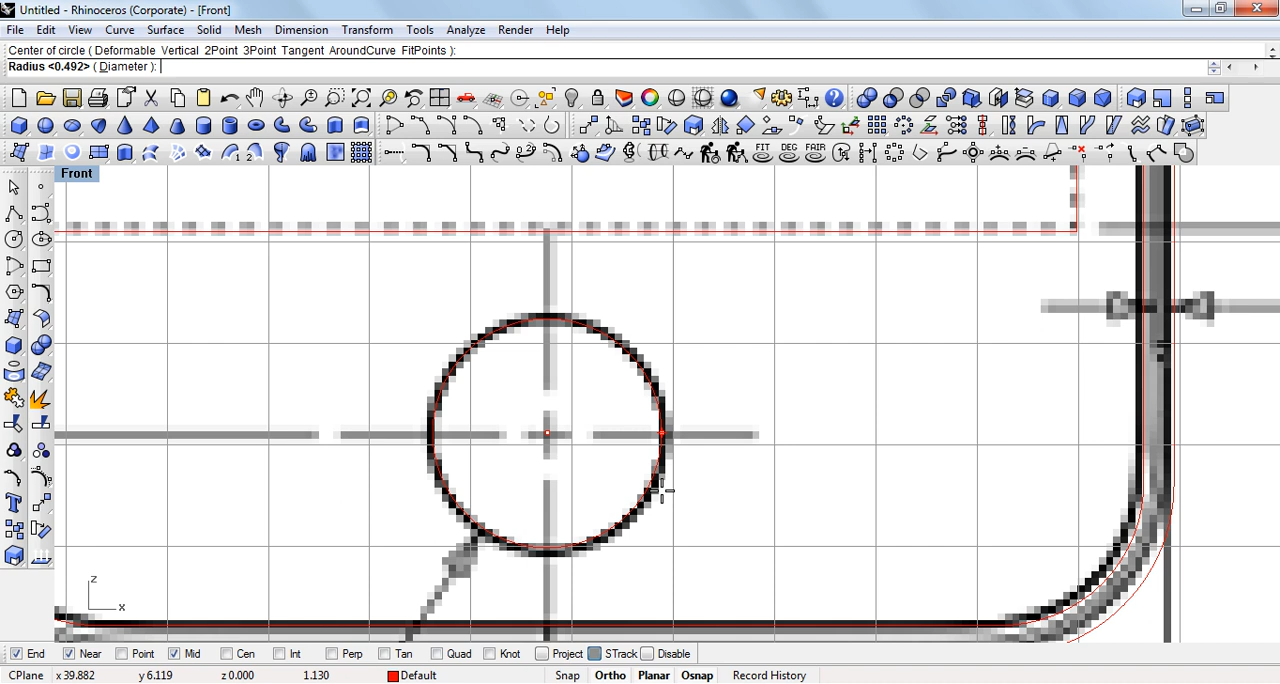 Untitled - Rhinoceros (Corporate) - [Front]
File Edit View Curve Surface Solid Mesh Dimension Transform Tools Analyze Render Help
Center of circle ( Deformable Vertical 2Point 3Point Tangent AroundCurve FitPoints ):
Radius <0.492> ( Diameter ):
FIT DEG FAIR
Front
z
x
End Near Point Mid Cen Int Perp Tan Quad Knot Project STrack Disable
CPlane x 39.882 y 6.119 z 0.000 1.130 Default Snap Ortho Planar Osnap Record History